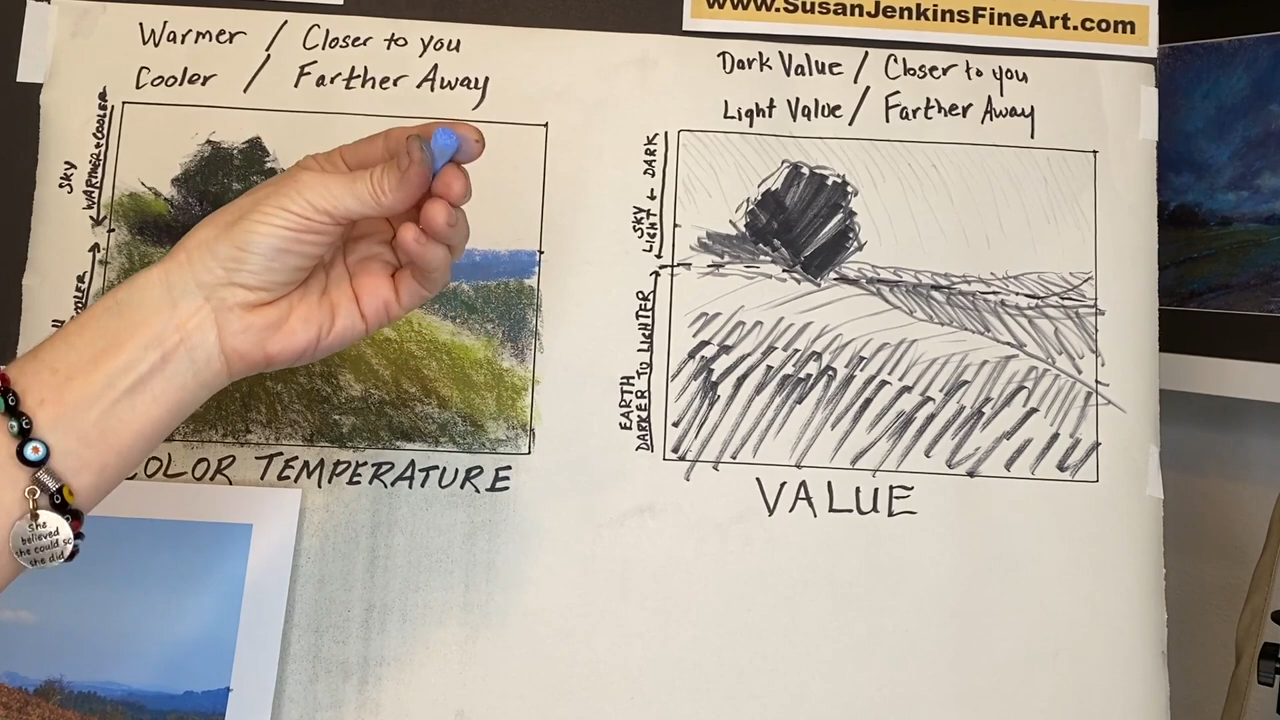 www.SusanJenkinsFineArt.com
Warmer / Closer to you
Cooler / Farther Away
SKY
WARMER & COOLER
COOLER
COLOR TEMPERATURE
Dark Value / Closer to you
Light Value / Farther Away
SKY
LIGHT ← DARK
EARTH
DARKER TO LIGHTER
VALUE
She
believed
she could so
she did